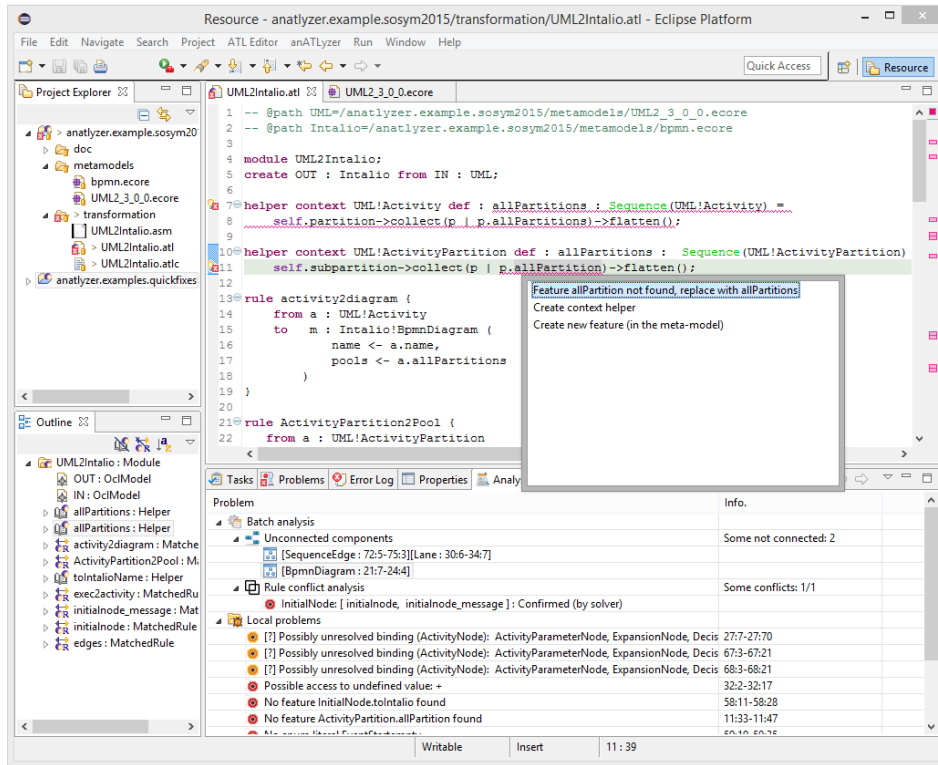 Resource - anatlyzer.example.sosym2015/transformation/UML2Intalio.atl - Eclipse Platform
File Edit Navigate Search Project ATL Editor anATLyzer Run Window Help
Quick Access
Resource
Project Explorer
> anatlyzer.example.sosym20
doc
metamodels
bpmn.ecore
UML2_3_0_0.ecore
> transformation
UML2Intalio.asm
> UML2Intalio.atl
> UML2Intalio.atlc
anatlyzer.examples.quickfixes
UML2Intalio.atl
UML2_3_0_0.ecore
1 -- @path UML=/anatlyzer.example.sosym2015/metamodels/UML2_3_0_0.ecore
2 -- @path Intalio=/anatlyzer.example.sosym2015/metamodels/bpmn.ecore
3
4 module UML2Intalio;
5 create OUT : Intalio from IN : UML;
6
7 helper context UML!Activity def : allPartitions : Sequence(UML!Activity) =
8 self.partition->collect(p | p.allPartitions)->flatten();
9
10 helper context UML!ActivityPartition def : allPartitions : Sequence(UML!ActivityPartition)
11 self.subpartition->collect(p | p.allPartition)->flatten();
12
13 rule activity2diagram {
14 from a : UML!Activity
15 to m : Intalio!BpmnDiagram (
16 name <- a.name,
17 pools <- a.allPartitions
18 )
19 }
20
21 rule ActivityPartition2Pool {
22 from a : UML!ActivityPartition
Feature allPartition not found, replace with allPartitions
Create context helper
Create new feature (in the meta-model)
Outline
UML2Intalio : Module
OUT : OclModel
IN : OclModel
allPartitions : Helper
allPartitions : Helper
activity2diagram : Matche
ActivityPartition2Pool : Ma
toIntalioName : Helper
exec2activity : MatchedRu
initialnode_message : Mat
initialnode : MatchedRule
edges : MatchedRule
Tasks Problems Error Log Properties Analy
Problem Info.
Batch analysis
Unconnected components Some not connected: 2
[SequenceEdge : 72:5-75:3][Lane : 30:6-34:7]
[BpmnDiagram : 21:7-24:4]
Rule conflict analysis Some conflicts: 1/1
InitialNode: [ initialnode, initialnode_message ] : Confirmed (by solver)
Local problems
[?] Possibly unresolved binding (ActivityNode): ActivityParameterNode, ExpansionNode, Decis 27:7-27:70
[?] Possibly unresolved binding (ActivityNode): ActivityParameterNode, ExpansionNode, Decis 67:3-67:21
[?] Possibly unresolved binding (ActivityNode): ActivityParameterNode, ExpansionNode, Decis 68:3-68:21
Possible access to undefined value: + 32:2-32:17
No feature InitialNode.toIntalio found 58:11-58:28
No feature ActivityPartition.allPartition found 11:33-11:47
Writable Insert 11 : 39